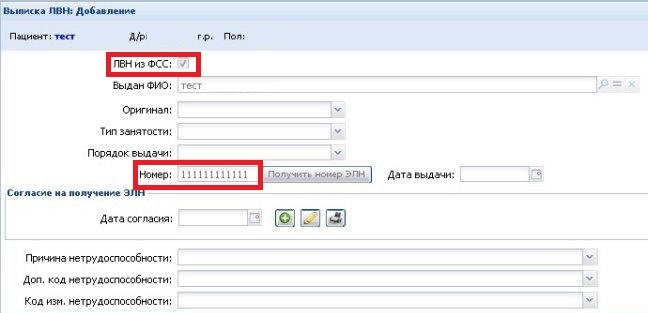 Выписка ЛВН: Добавление
Пациент: тест Д/р: г.р. Пол:
ЛВН из ФСС:
Выдан ФИО: тест
Оригинал:
Тип занятости:
Порядок выдачи:
Номер: 111111111111 Получить номер ЭЛН Дата выдачи:
Согласие на получение ЭЛН
Дата согласия:
Причина нетрудоспособности:
Доп. код нетрудоспособности:
Код изм. нетрудоспособности: